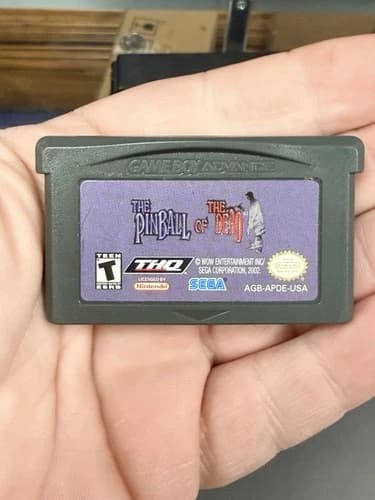 GAME BOY ADVANCE
THE PINBALL OF THE DEAD
TEEN
T
ESRB
THQ
LICENSED BY
Nintendo
© WOW ENTERTAINMENT INC/
SEGA CORPORATION, 2002.
SEGA
AGB-APDE-USA